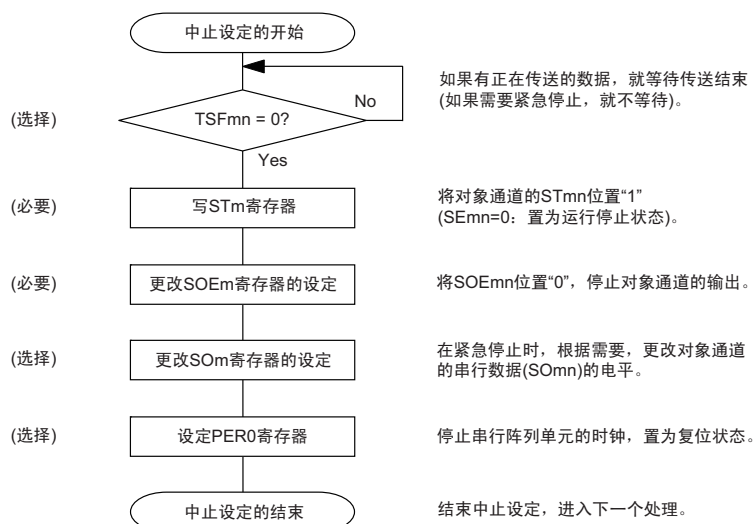 中止设定的开始
如果有正在传送的数据，就等待传送结束
(如果需要紧急停止，就不等待)。
No
(选择)
TSFmn = 0?
Yes
(必要)
写STm寄存器
将对象通道的STmn位置“1”
(SEmn=0：置为运行停止状态)。
(必要)
更改SOEm寄存器的设定
将SOEmn位置“0”，停止对象通道的输出。
(选择)
更改SOm寄存器的设定
在紧急停止时，根据需要，更改对象通道
的串行数据(SOmn)的电平。
(选择)
设定PER0寄存器
停止串行阵列单元的时钟，置为复位状态。
中止设定的结束
结束中止设定，进入下一个处理。